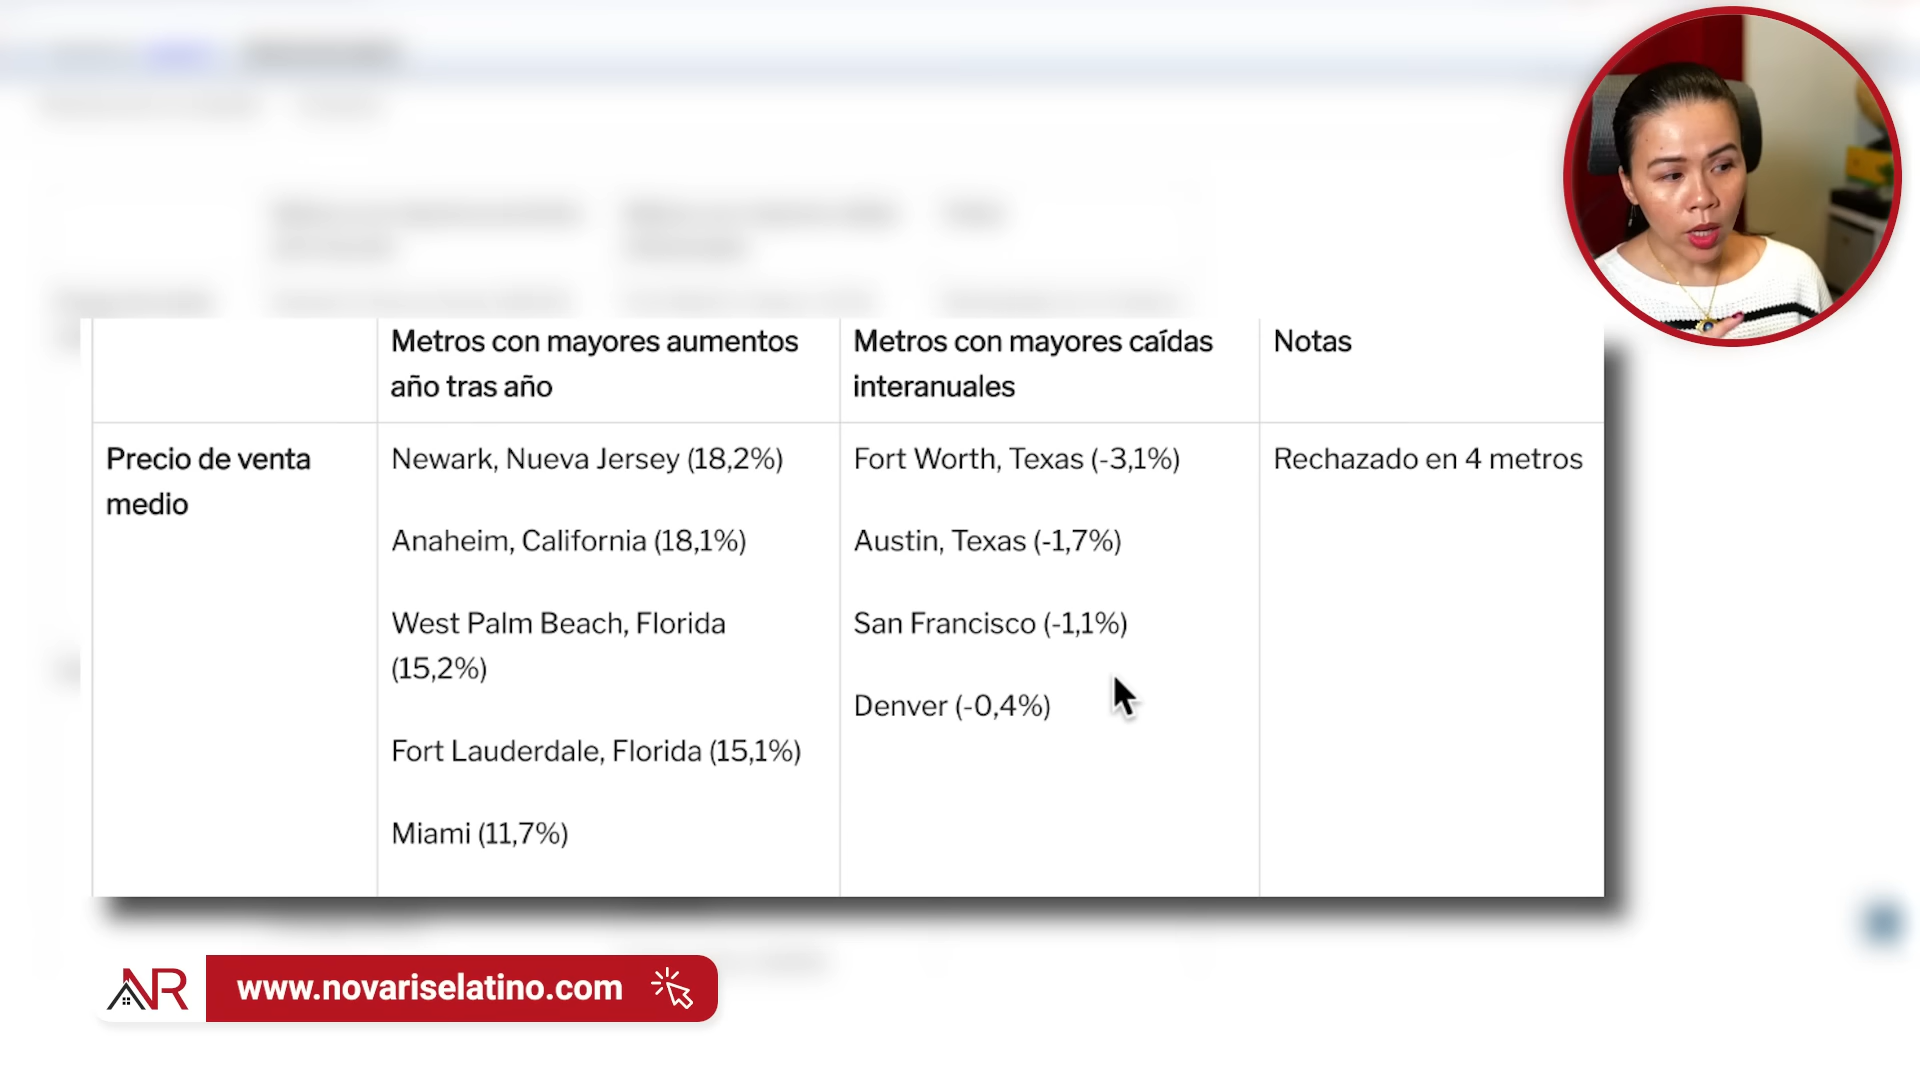 Metros con mayores aumentos
año tras año
Metros con mayores caídas
interanuales
Notas
Precio de venta
medio
Newark, Nueva Jersey (18,2%)
Anaheim, California (18,1%)
West Palm Beach, Florida
(15,2%)
Fort Lauderdale, Florida (15,1%)
Miami (11,7%)
Fort Worth, Texas (-3,1%)
Austin, Texas (-1,7%)
San Francisco (-1,1%)
Denver (-0,4%)
Rechazado en 4 metros
NR
www.novariselatino.com